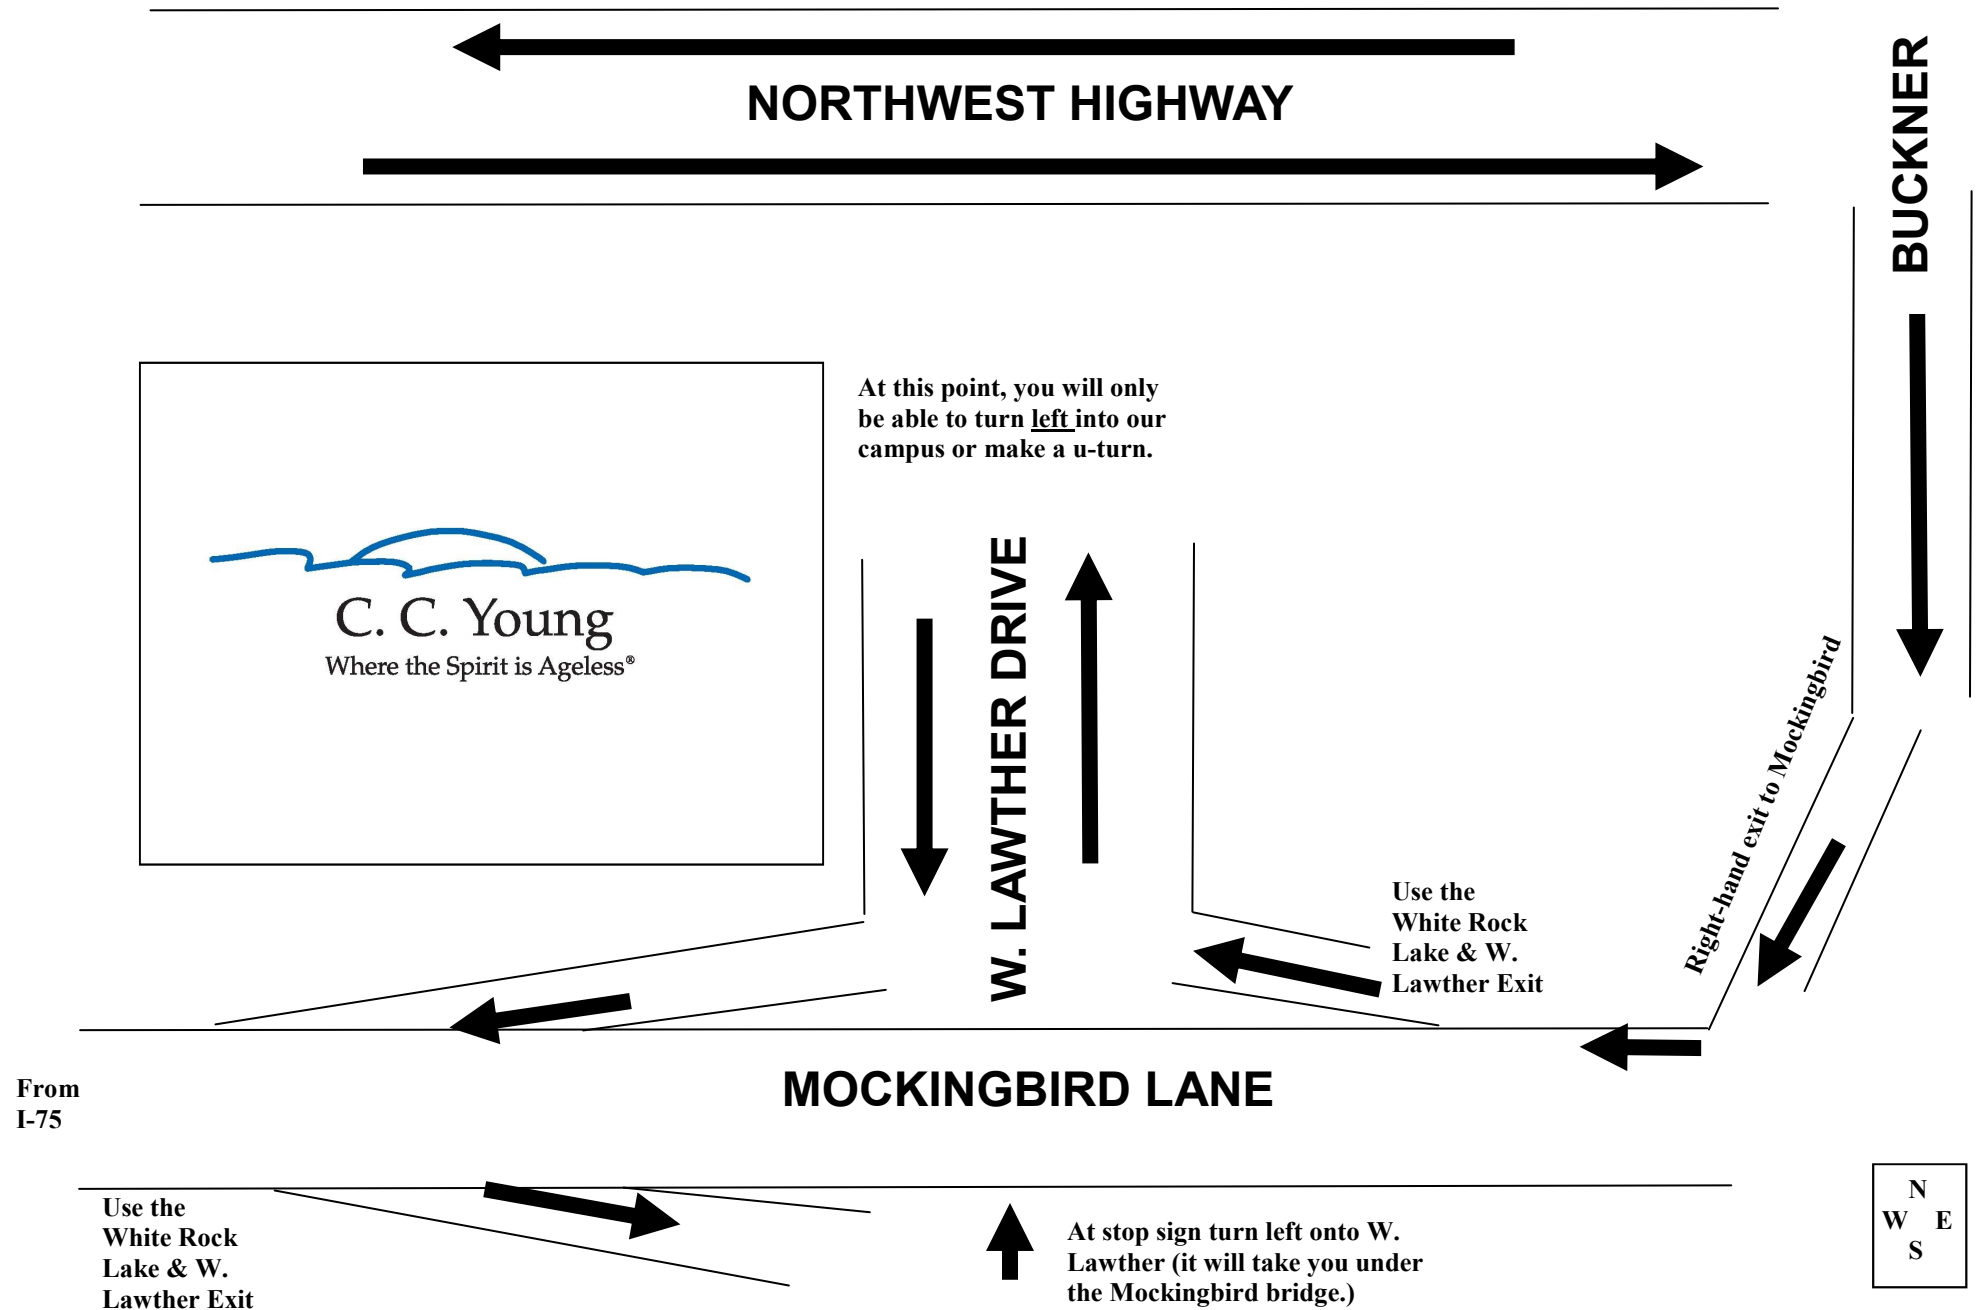 NORTHWEST HIGHWAY
BUCKNER
At this point, you will only
be able to turn left into our
campus or make a u-turn.
C. C. Young
Where the Spirit is Ageless®
W. LAWTHER DRIVE
Right-hand exit to Mockingbird
Use the
White Rock
Lake & W.
Lawther Exit
From
I-75
MOCKINGBIRD LANE
Use the
White Rock
Lake & W.
Lawther Exit
At stop sign turn left onto W.
Lawther (it will take you under
the Mockingbird bridge.)
N
W E
S